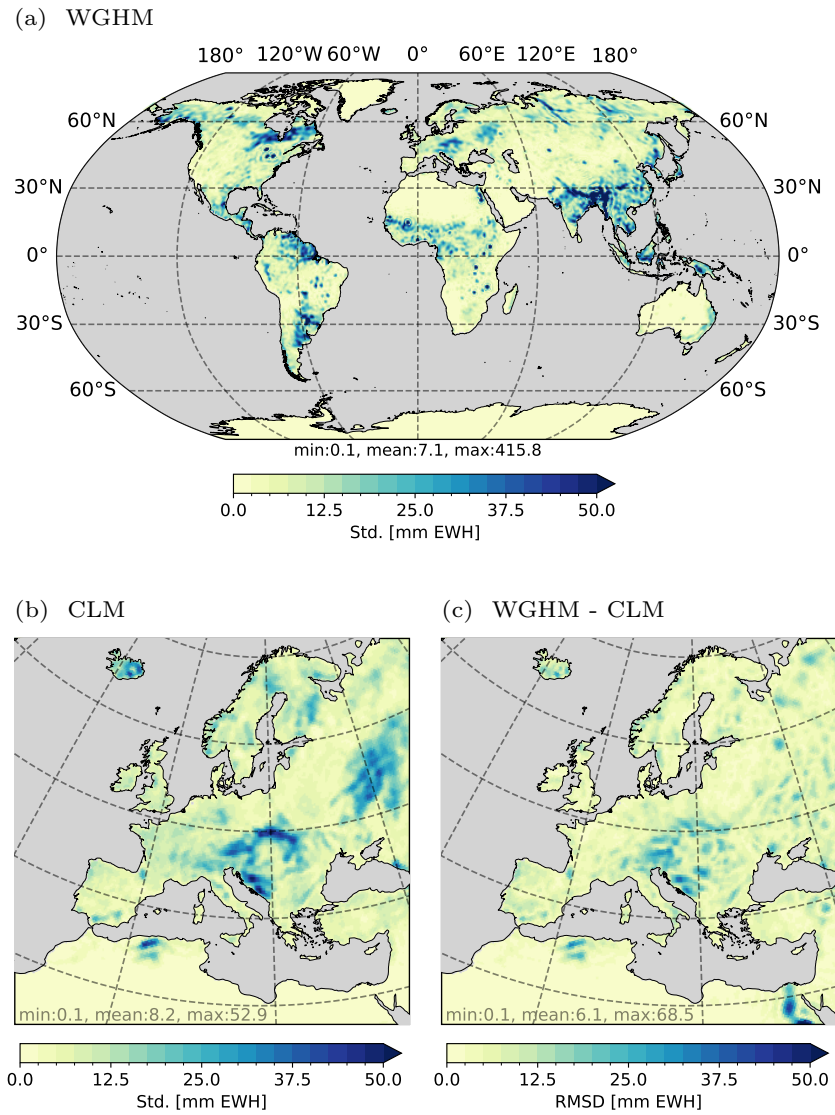 (a) WGHM
180° 120°W 60°W 0° 60°E 120°E 180°
60°N 60°N
30°N 30°N
0° 0°
30°S 30°S
60°S 60°S
min:0.1, mean:7.1, max:415.8
0.0 12.5 25.0 37.5 50.0
Std. [mm EWH]
(b) CLM
min:0.1, mean:8.2, max:52.9
0.0 12.5 25.0 37.5 50.0
Std. [mm EWH]
(c) WGHM - CLM
min:0.1, mean:6.1, max:68.5
0.0 12.5 25.0 37.5 50.0
RMSD [mm EWH]